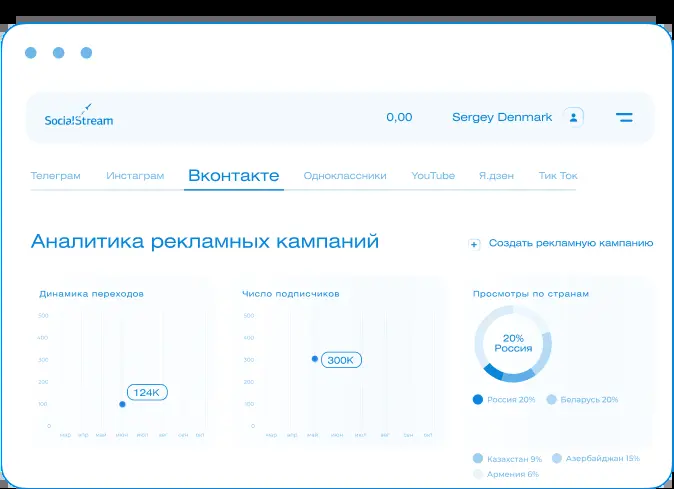 SocialStream
0,00 Sergey Denmark
Телеграм Инстаграм Вконтакте Одноклассники YouTube Я.дзен Тик Ток
Аналитика рекламных кампаний
Создать рекламную кампанию
Динамика переходов
500
400
300
200
100
0
124K
мар апр май июн июл авг сен окт
Число подписчиков
500
400
300
200
100
0
300K
мар апр май июн июл авг сен окт
Просмотры по странам
20%
Россия
Россия 20% Беларусь 20%
Казахстан 9% Азербайджан 15%
Армения 6%